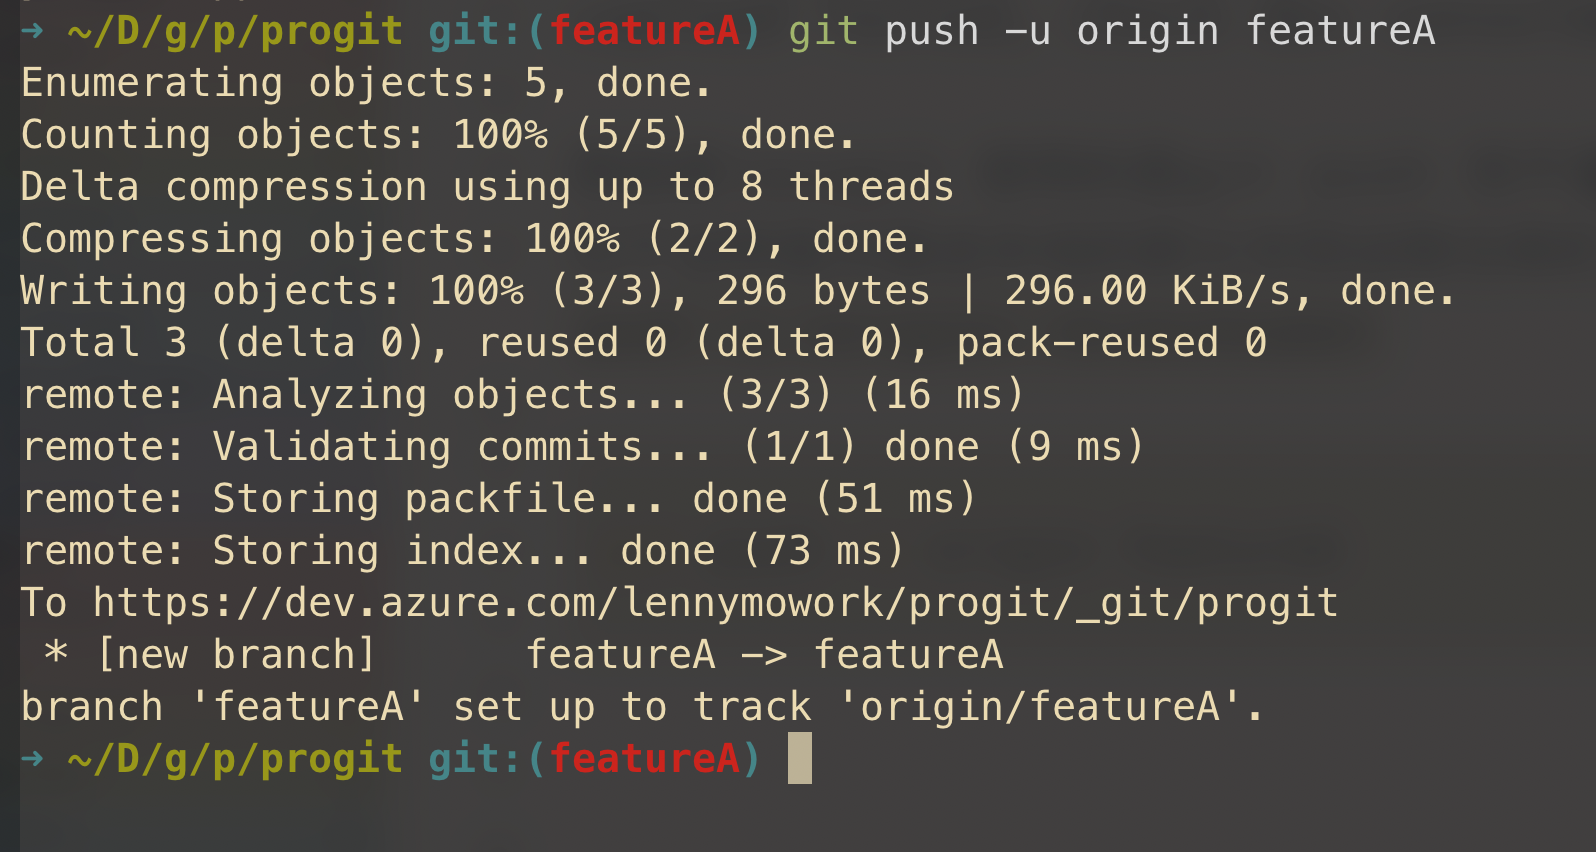 ➜ ~/D/g/p/progit git:(featureA) git push -u origin featureA
Enumerating objects: 5, done.
Counting objects: 100% (5/5), done.
Delta compression using up to 8 threads
Compressing objects: 100% (2/2), done.
Writing objects: 100% (3/3), 296 bytes | 296.00 KiB/s, done.
Total 3 (delta 0), reused 0 (delta 0), pack-reused 0
remote: Analyzing objects... (3/3) (16 ms)
remote: Validating commits... (1/1) done (9 ms)
remote: Storing packfile... done (51 ms)
remote: Storing index... done (73 ms)
To https://dev.azure.com/lennymowork/progit/_git/progit
 * [new branch]      featureA -> featureA
branch 'featureA' set up to track 'origin/featureA'.
➜ ~/D/g/p/progit git:(featureA)